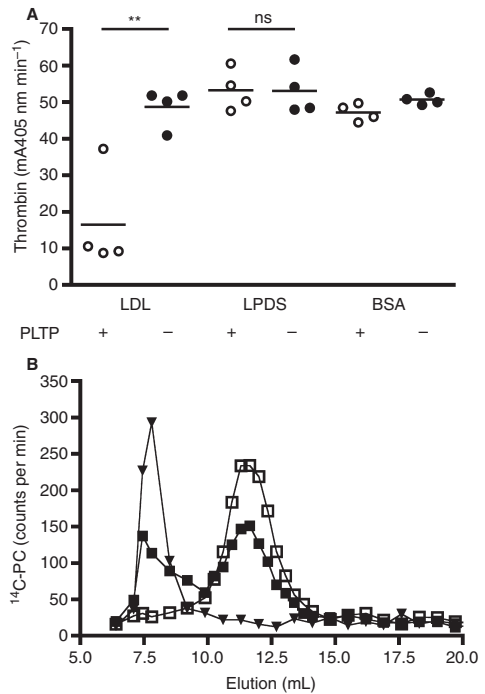 A
** ns
Thrombin (mA405 nm min⁻¹)
70
60
50
40
30
20
10
0
LDL LPDS BSA
PLTP + − + − + −
B
¹⁴C-PC (counts per min)
350
300
250
200
150
100
50
0
5.0 7.5 10.0 12.5 15.0 17.5 20.0
Elution (mL)